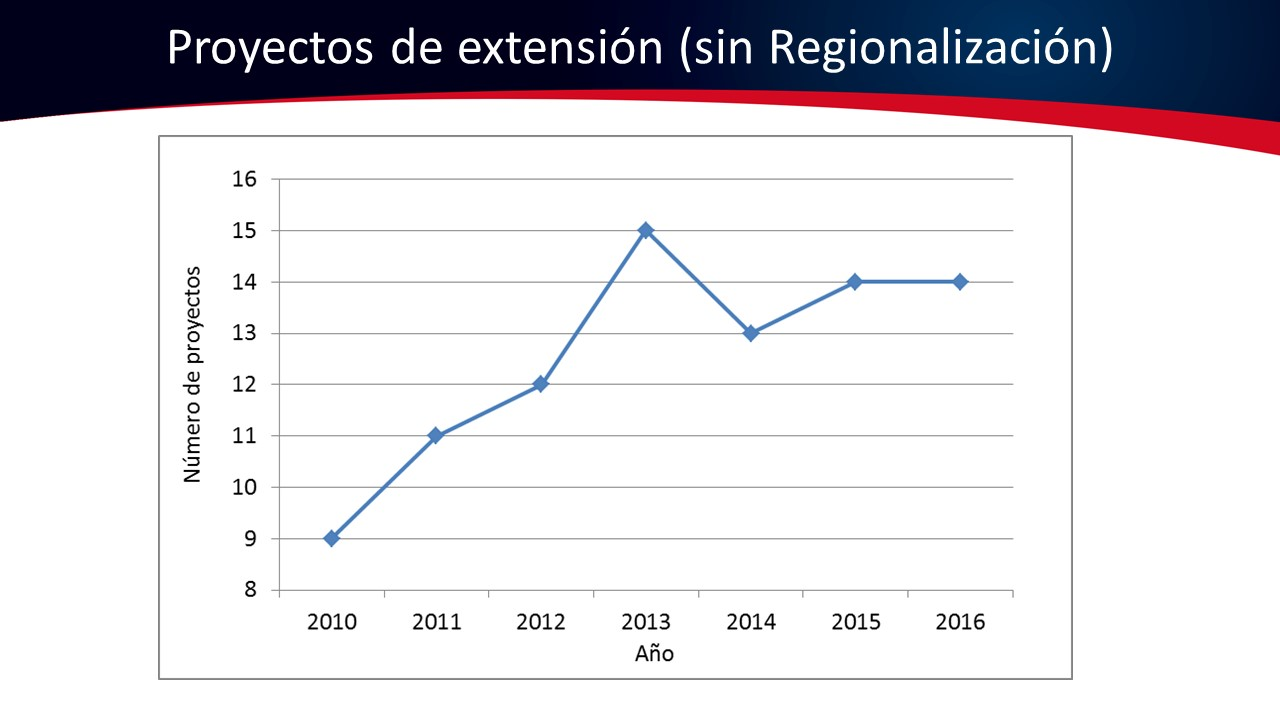 Proyectos de extensión (sin Regionalización)
16
15
14
13
12
11
10
9
8
Número de proyectos
2010 2011 2012 2013 2014 2015 2016
Año